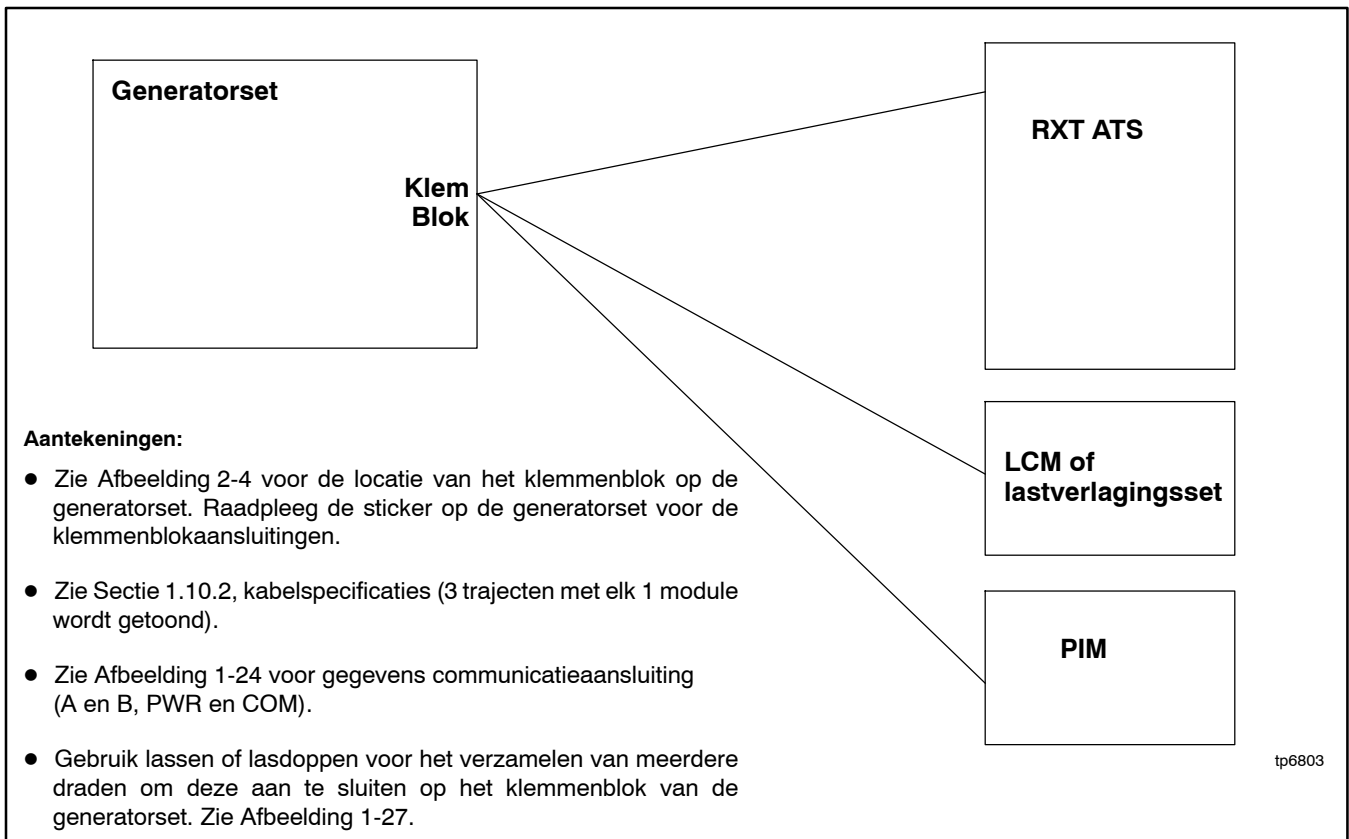 Generatorset
Klem
Blok
RXT ATS
LCM of
lastverlagingsset
PIM
Aantekeningen:
● Zie Afbeelding 2-4 voor de locatie van het klemmenblok op de
generatorset. Raadpleeg de sticker op de generatorset voor de
klemmenblokaansluitingen.
● Zie Sectie 1.10.2, kabelspecificaties (3 trajecten met elk 1 module
wordt getoond).
● Zie Afbeelding 1-24 voor gegevens communicatieaansluiting
(A en B, PWR en COM).
● Gebruik lassen of lasdoppen voor het verzamelen van meerdere
draden om deze aan te sluiten op het klemmenblok van de
generatorset. Zie Afbeelding 1-27.
tp6803